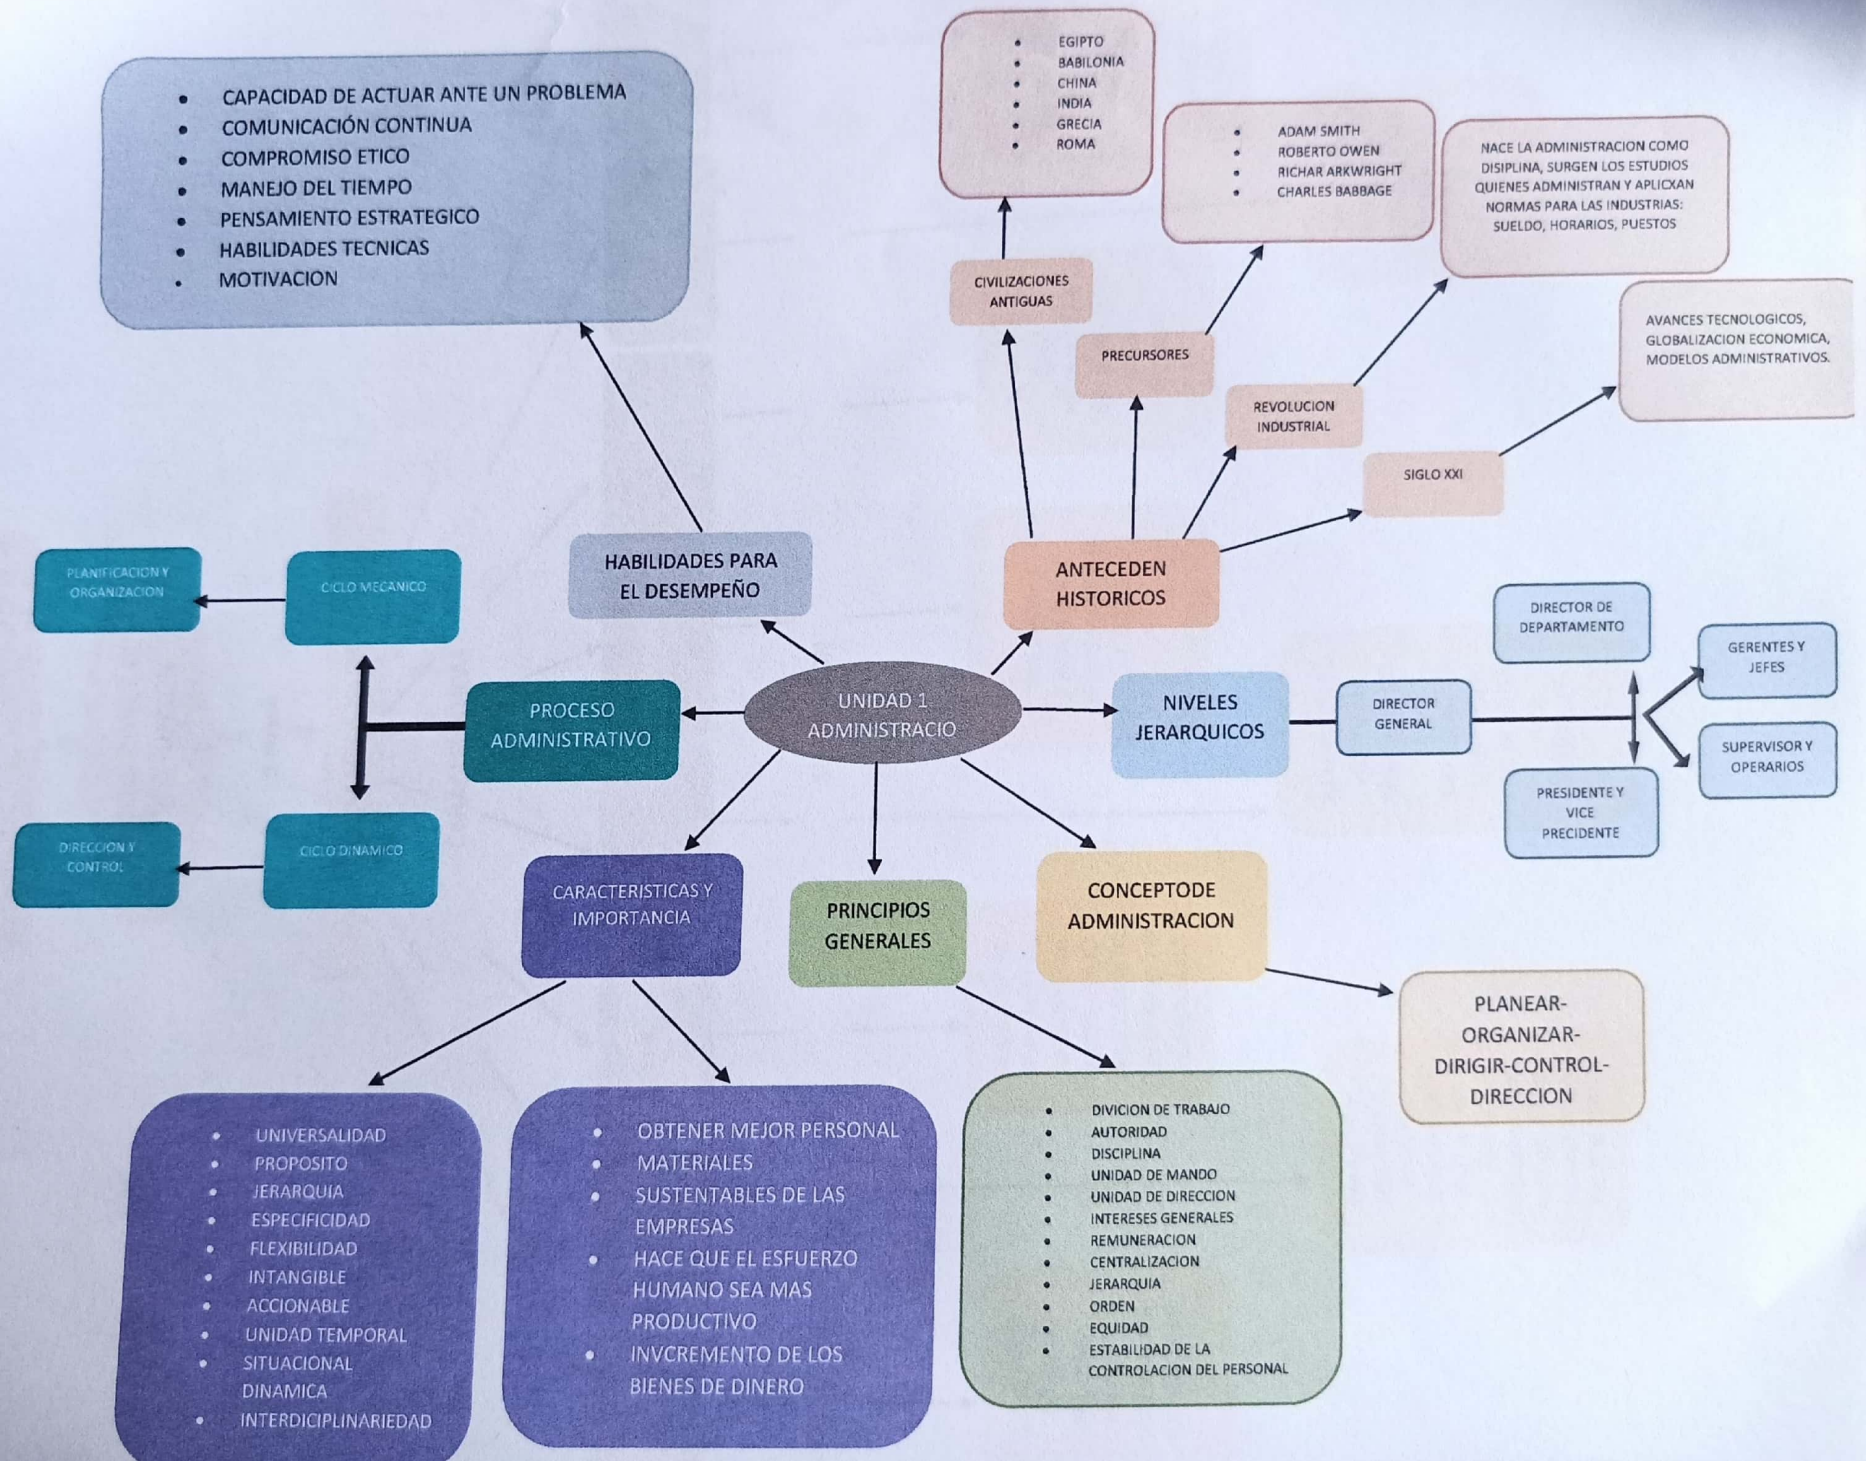 CAPACIDAD DE ACTUAR ANTE UN PROBLEMA
COMUNICACIÓN CONTINUA
COMPROMISO ETICO
MANEJO DEL TIEMPO
PENSAMIENTO ESTRATEGICO
HABILIDADES TECNICAS
MOTIVACION
EGIPTO
BABILONIA
CHINA
INDIA
GRECIA
ROMA
ADAM SMITH
ROBERTO OWEN
RICHAR ARKWRIGHT
CHARLES BABBAGE
NACE LA ADMINISTRACION COMO
DISIPLINA, SURGEN LOS ESTUDIOS
QUIENES ADMINISTRAN Y APLICXAN
NORMAS PARA LAS INDUSTRIAS:
SUELDO, HORARIOS, PUESTOS
AVANCES TECNOLOGICOS,
GLOBALIZACION ECONOMICA,
MODELOS ADMINISTRATIVOS.
CIVILIZACIONES
ANTIGUAS
PRECURSORES
REVOLUCION
INDUSTRIAL
SIGLO XXI
HABILIDADES PARA
EL DESEMPEÑO
ANTECEDEN
HISTORICOS
PLANIFICACION Y
ORGANIZACION
CICLO MECANICO
PROCESO
ADMINISTRATIVO
UNIDAD 1
ADMINISTRACIO
NIVELES
JERARQUICOS
DIRECTOR
GENERAL
DIRECTOR DE
DEPARTAMENTO
GERENTES Y
JEFES
SUPERVISOR Y
OPERARIOS
PRESIDENTE Y
VICE
PRECIDENTE
DIRECCION Y
CONTROL
CICLO DINAMICO
CARACTERISTICAS Y
IMPORTANCIA
PRINCIPIOS
GENERALES
CONCEPTODE
ADMINISTRACION
PLANEAR-
ORGANIZAR-
DIRIGIR-CONTROL-
DIRECCION
UNIVERSALIDAD
PROPOSITO
JERARQUIA
ESPECIFICIDAD
FLEXIBILIDAD
INTANGIBLE
ACCIONABLE
UNIDAD TEMPORAL
SITUACIONAL
DINAMICA
INTERDICIPLINARIEDAD
OBTENER MEJOR PERSONAL
MATERIALES
SUSTENTABLES DE LAS
EMPRESAS
HACE QUE EL ESFUERZO
HUMANO SEA MAS
PRODUCTIVO
INVCREMENTO DE LOS
BIENES DE DINERO
DIVICION DE TRABAJO
AUTORIDAD
DISCIPLINA
UNIDAD DE MANDO
UNIDAD DE DIRECCION
INTERESES GENERALES
REMUNERACION
CENTRALIZACION
JERARQUIA
ORDEN
EQUIDAD
ESTABILIDAD DE LA
CONTROLACION DEL PERSONAL